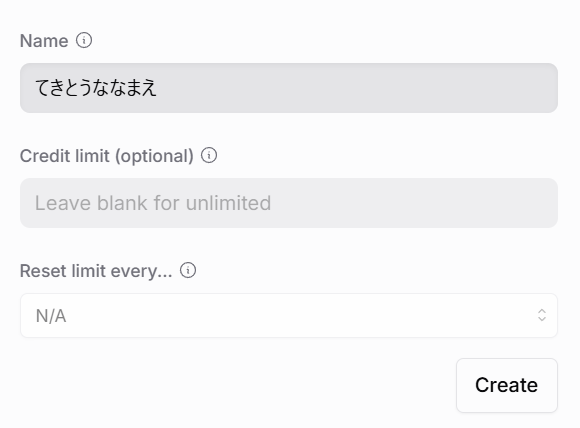 Name
てきとうななまえ
Credit limit (optional)
Leave blank for unlimited
Reset limit every...
N/A
Create